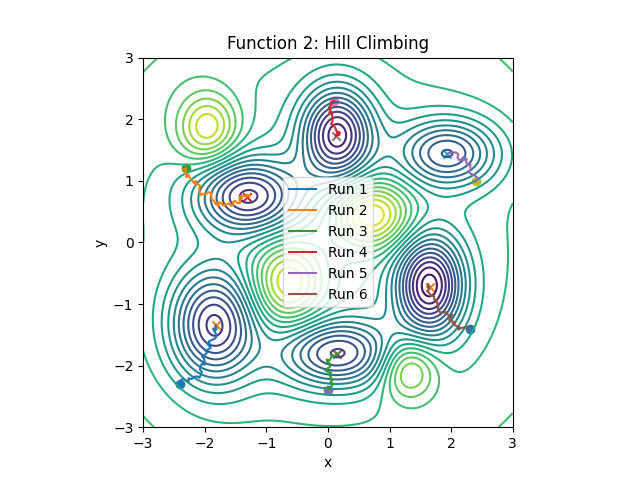 Function 2: Hill Climbing
3
2
1
0
−1
−2
−3
y
Run 1
Run 2
Run 3
Run 4
Run 5
Run 6
−3 −2 −1 0 1 2 3
x